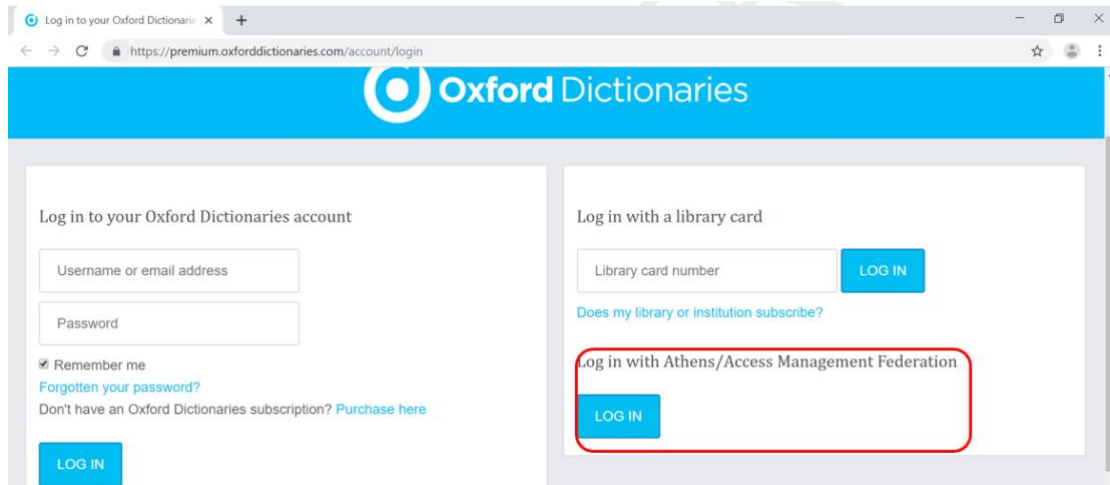 Log in to your Oxford Dictionarie
https://premium.oxforddictionaries.com/account/login
Oxford Dictionaries
Log in to your Oxford Dictionaries account
Username or email address
Password
Remember me
Forgotten your password?
Don't have an Oxford Dictionaries subscription? Purchase here
LOG IN
Log in with a library card
Library card number
LOG IN
Does my library or institution subscribe?
Log in with Athens/Access Management Federation
LOG IN